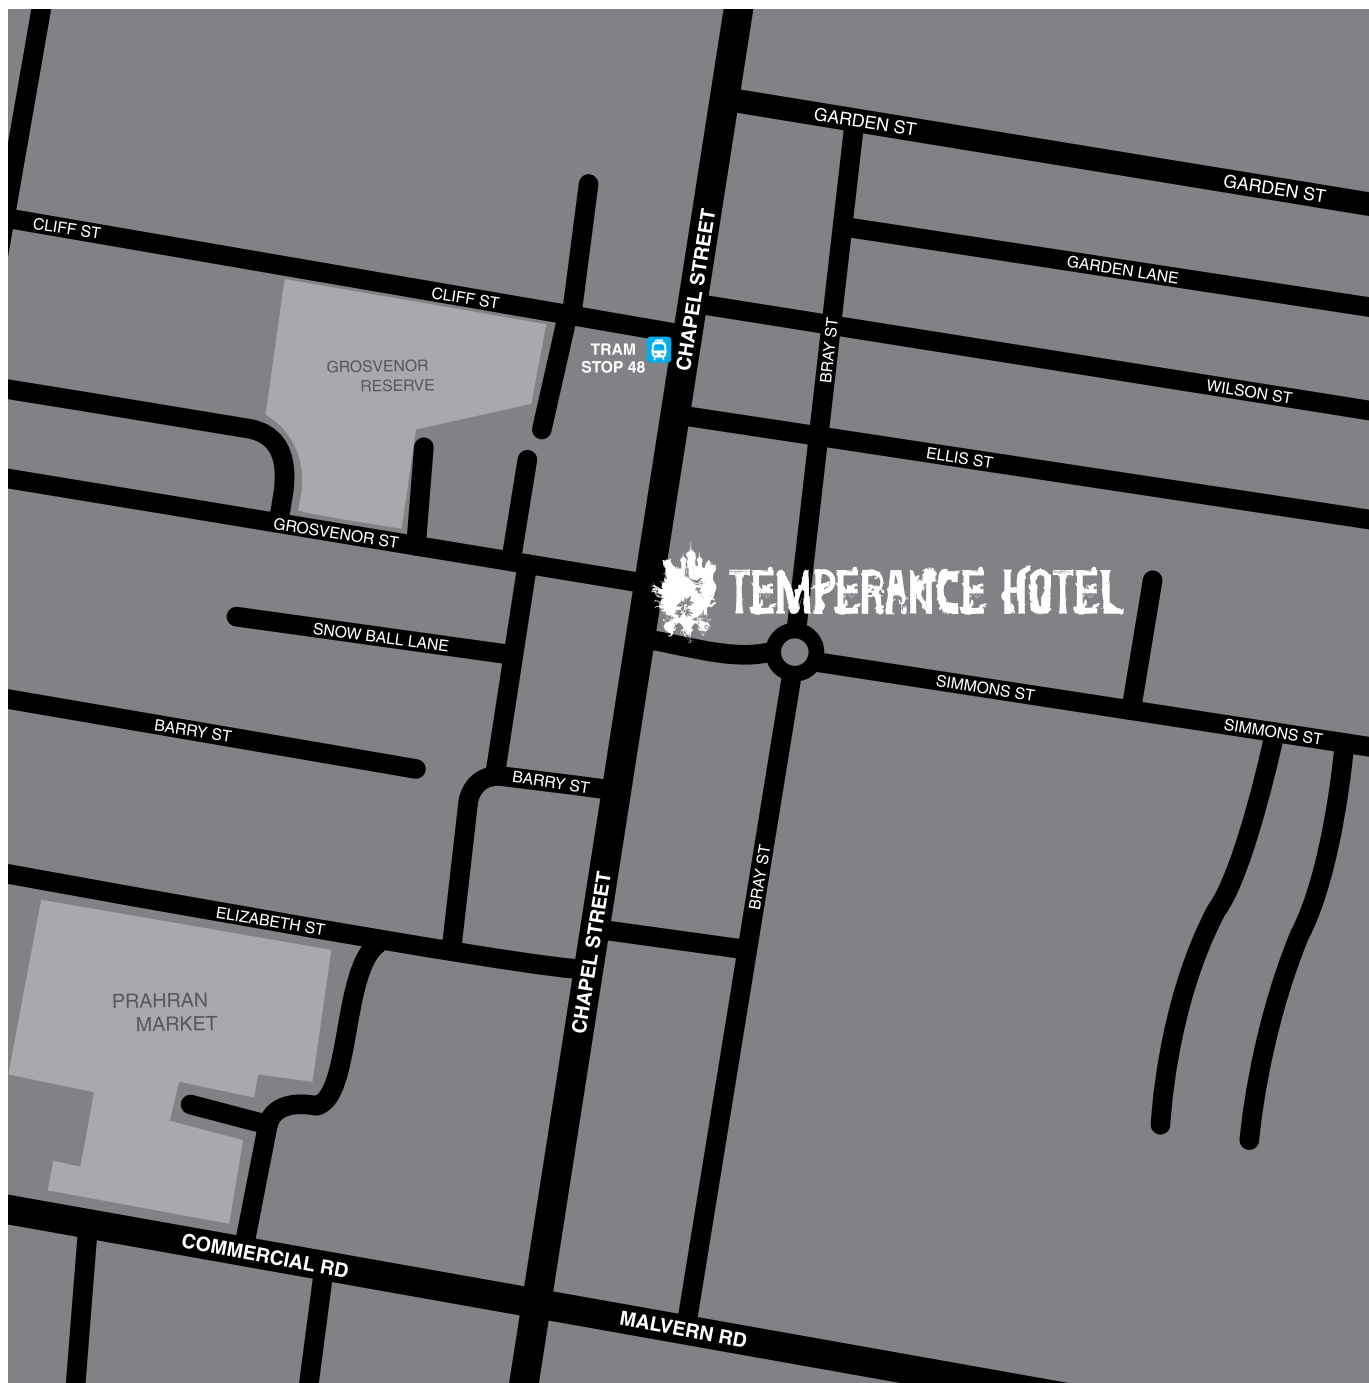 GARDEN ST
GARDEN ST
CLIFF ST
CHAPEL STREET
GARDEN LANE
CLIFF ST
BRAY ST
TRAM
STOP 48
GROSVENOR
RESERVE
WILSON ST
ELLIS ST
GROSVENOR ST
TEMPERANCE HOTEL
SNOW BALL LANE
SIMMONS ST
BARRY ST
SIMMONS ST
BARRY ST
BRAY ST
ELIZABETH ST
CHAPEL STREET
PRAHRAN
MARKET
COMMERCIAL RD
MALVERN RD